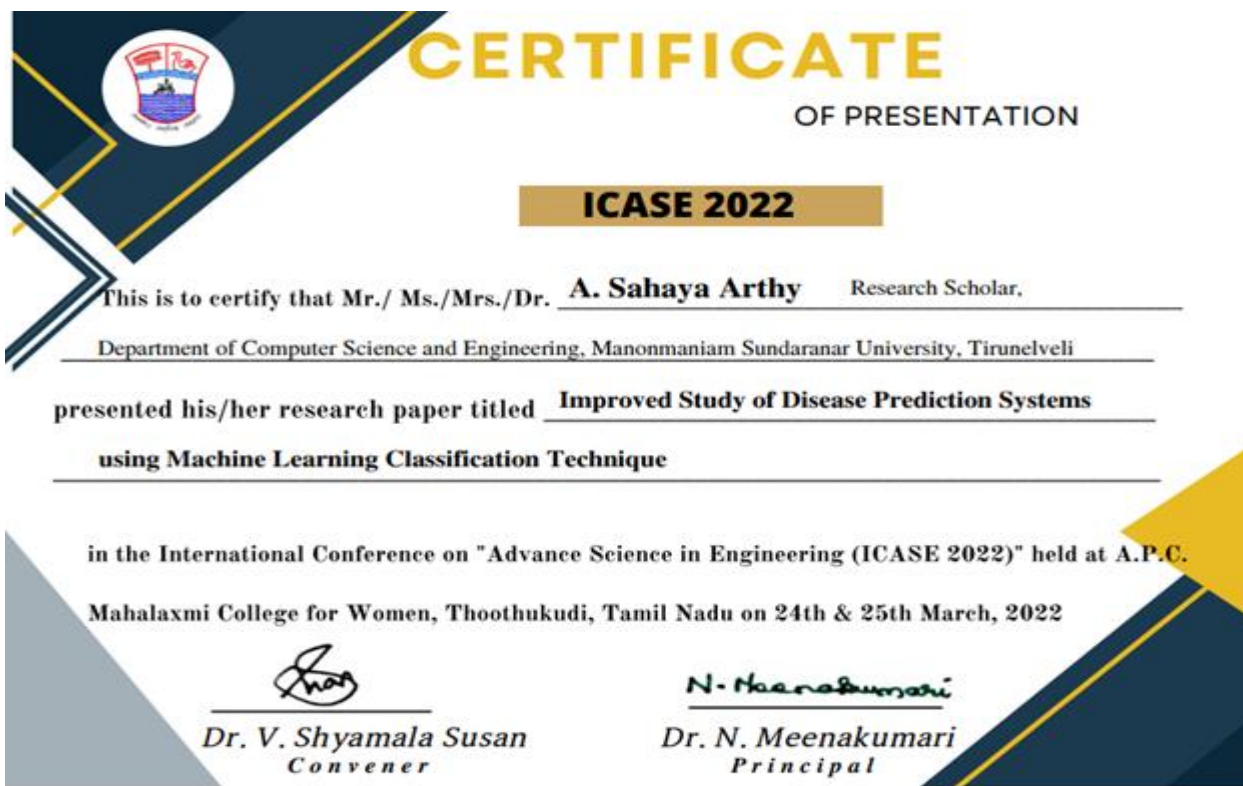 CERTIFICATE
OF PRESENTATION
ICASE 2022
This is to certify that Mr./ Ms./Mrs./Dr. A. Sahaya Arthy Research Scholar,
Department of Computer Science and Engineering, Manonmaniam Sundaranar University, Tirunelveli
presented his/her research paper titled Improved Study of Disease Prediction Systems
using Machine Learning Classification Technique
in the International Conference on "Advance Science in Engineering (ICASE 2022)" held at A.P.C.
Mahalaxmi College for Women, Thoothukudi, Tamil Nadu on 24th & 25th March, 2022
N. Meenakumari
Dr. V. Shyamala Susan Dr. N. Meenakumari
Convener Principal